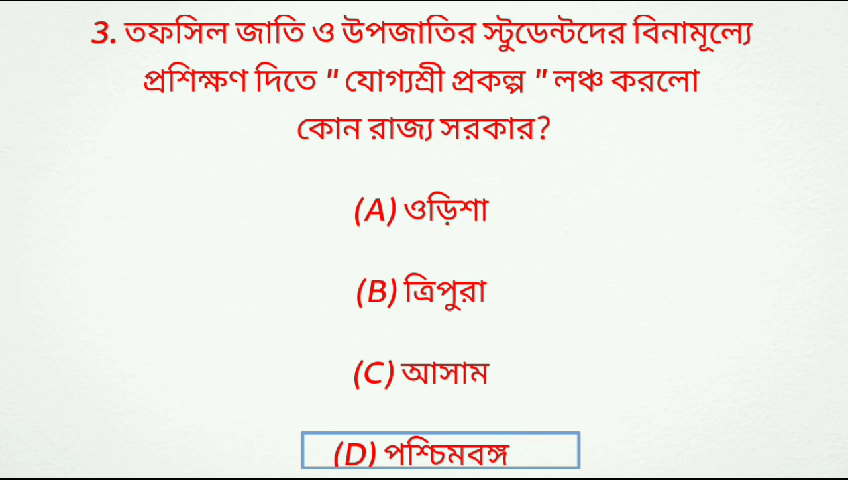 3. তফসিল জাতি ও উপজাতির স্টুডেন্টদের বিনামূল্যে
প্রশিক্ষণ দিতে " যোগ্যশ্রী প্রকল্প " লঞ্চ করলো
কোন রাজ্য সরকার?
(A) ওড়িশা
(B) ত্রিপুরা
(C) আসাম
(D) পশ্চিমবঙ্গ